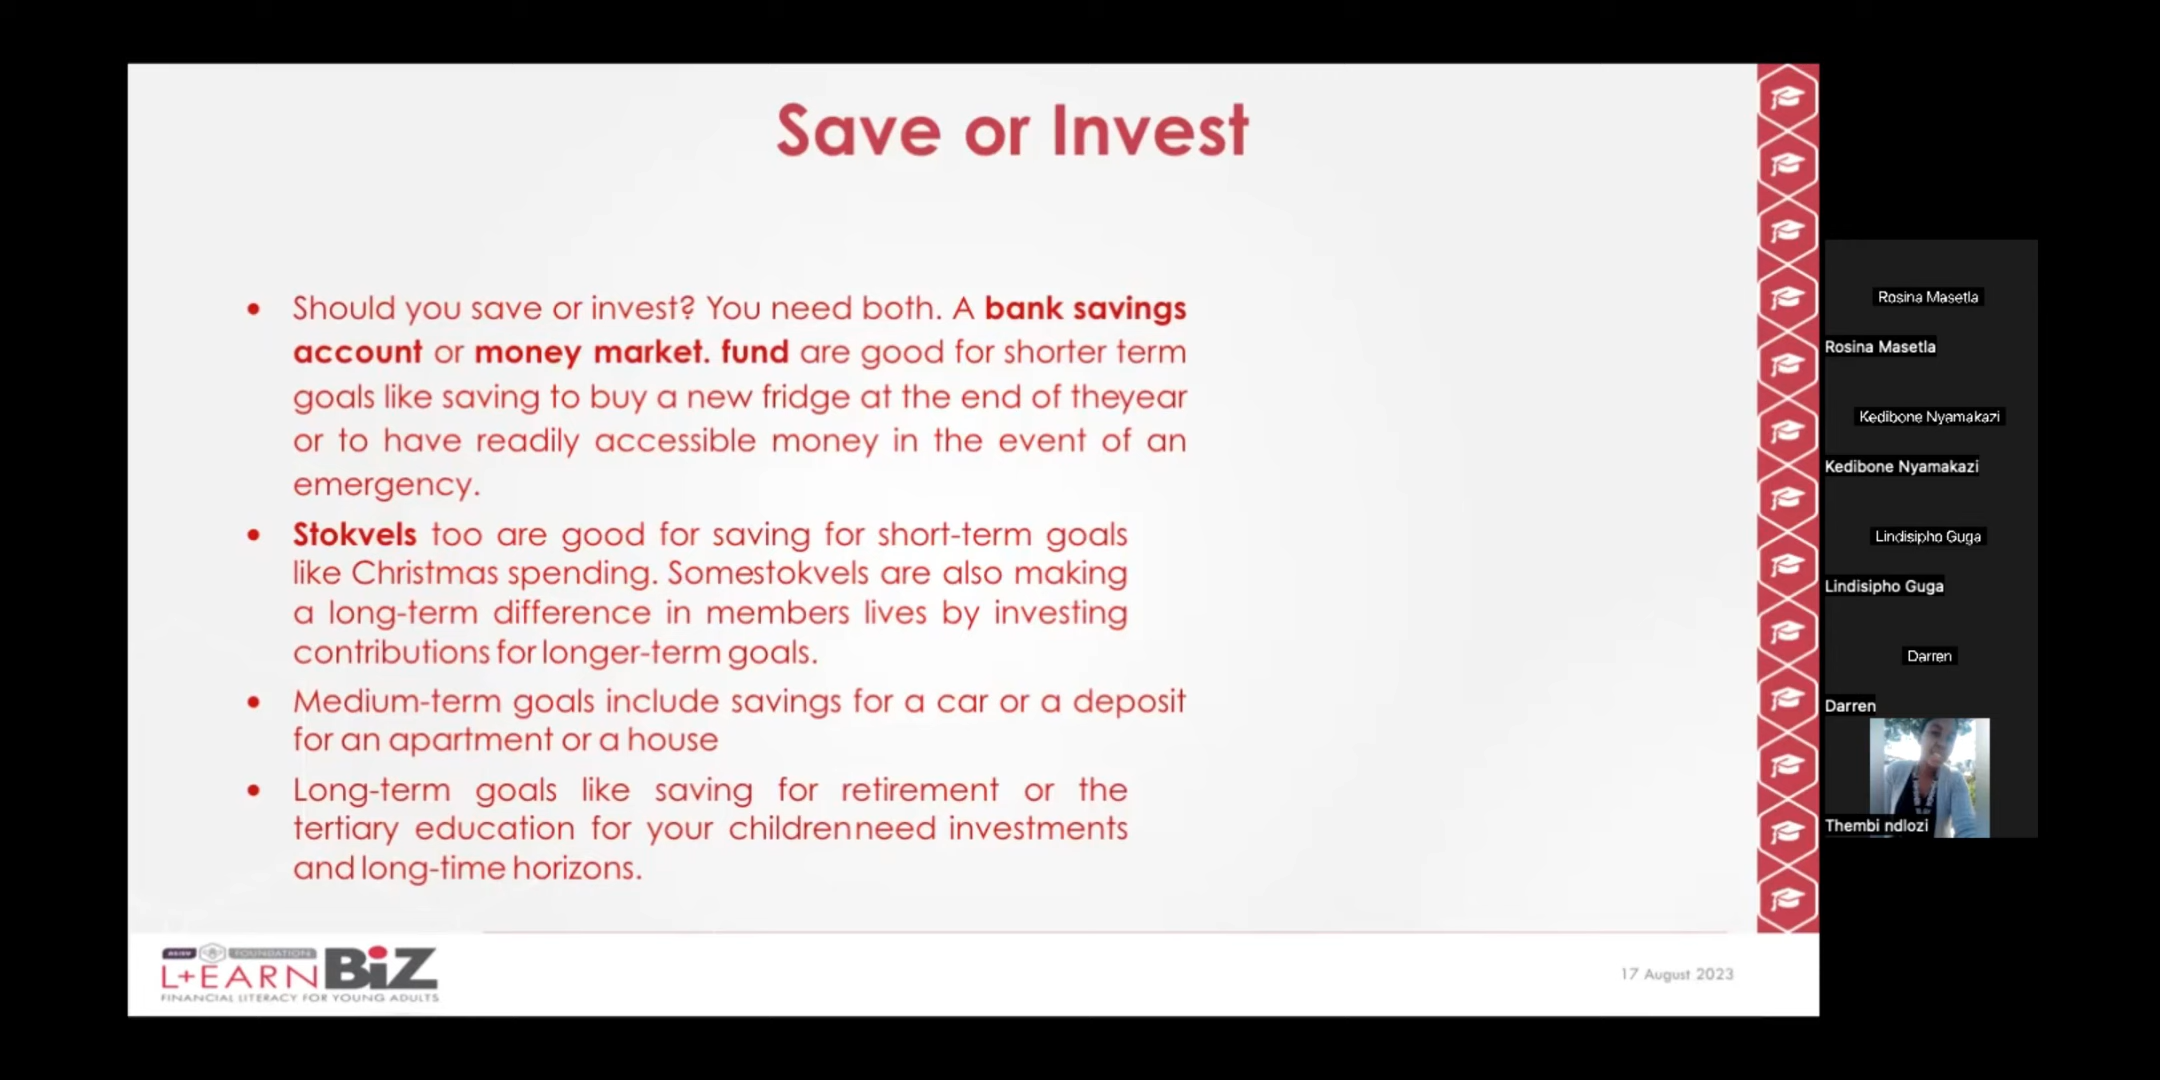 Save or Invest
• Should you save or invest? You need both. A bank savings
account or money market. fund are good for shorter term
goals like saving to buy a new fridge at the end of theyear
or to have readily accessible money in the event of an
emergency.
• Stokvels too are good for saving for short-term goals
like Christmas spending. Somestokvels are also making
a long-term difference in members lives by investing
contributions for longer-term goals.
• Medium-term goals include savings for a car or a deposit
for an apartment or a house
• Long-term goals like saving for retirement or the
tertiary education for your childrenneed investments
and long-time horizons.
FOUNDATION
L+EARN BiZ
FINANCIAL LITERACY FOR YOUNG ADULTS
17 August 2023
Rosina Masetla
Rosina Masetla
Kedibone Nyamakazi
Kedibone Nyamakazi
Lindisipho Guga
Lindisipho Guga
Darren
Darren
Thembi ndlozi